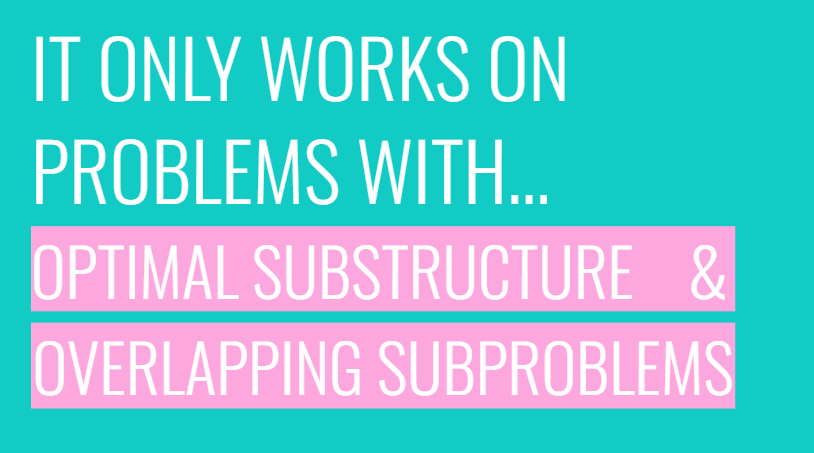 IT ONLY WORKS ON
PROBLEMS WITH...
OPTIMAL SUBSTRUCTURE &
OVERLAPPING SUBPROBLEMS